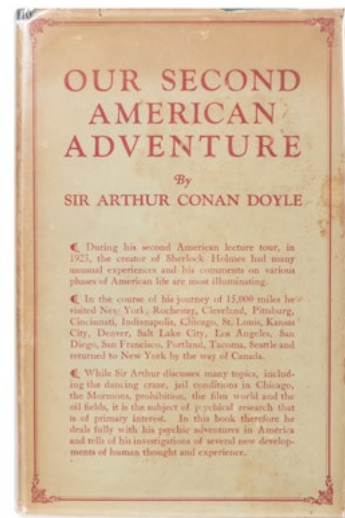 OUR SECOND
AMERICAN
ADVENTURE
By
SIR ARTHUR CONAN DOYLE
⁌ During his second American lecture tour, in
1923, the creator of Sherlock Holmes had many
unusual experiences and his comments on various
phases of American life are most illuminating.
⁌ In the course of his journey of 15,000 miles he
visited New York, Rochester, Cleveland, Pittsburg,
Cincinnati, Indianapolis, Chicago, St. Louis, Kansas
City, Denver, Salt Lake City, Los Angeles, San
Diego, San Francisco, Portland, Tacoma, Seattle and
returned to New York by the way of Canada.
⁌ While Sir Arthur discusses many topics, includ-
ing the dancing craze, jail conditions in Chicago,
the Mormons, prohibition, the film world and the
oil fields, it is the subject of psychical research that
is of primary interest. In this book therefore he
deals fully with his psychic adventures in America
and tells of his investigations of several new develop-
ments of human thought and experience.